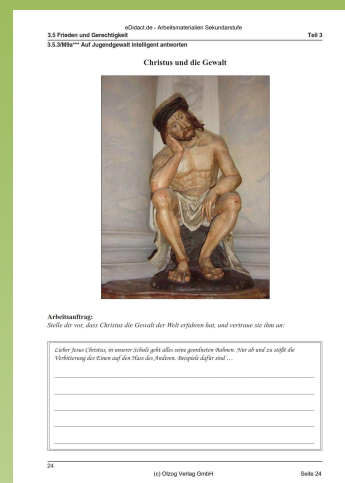 eDidact.de - Arbeitsmaterialien Sekundarstufe
3.5 Frieden und Gerechtigkeit Teil 3
3.5.3/M9a*** Auf Jugendgewalt intelligent antworten
Christus und die Gewalt
Arbeitsauftrag:
Stelle dir vor, dass Christus die Gewalt der Welt erfahren hat, und vertraue sie ihm an:
Lieber Jesus Christus, in unserer Schule geht alles seine geordneten Bahnen. Nur ab und zu stößt die
Verbitterung des Einen auf den Hass des Anderen. Beispiele dafür sind …
24
(c) Olzog Verlag GmbH Seite 24